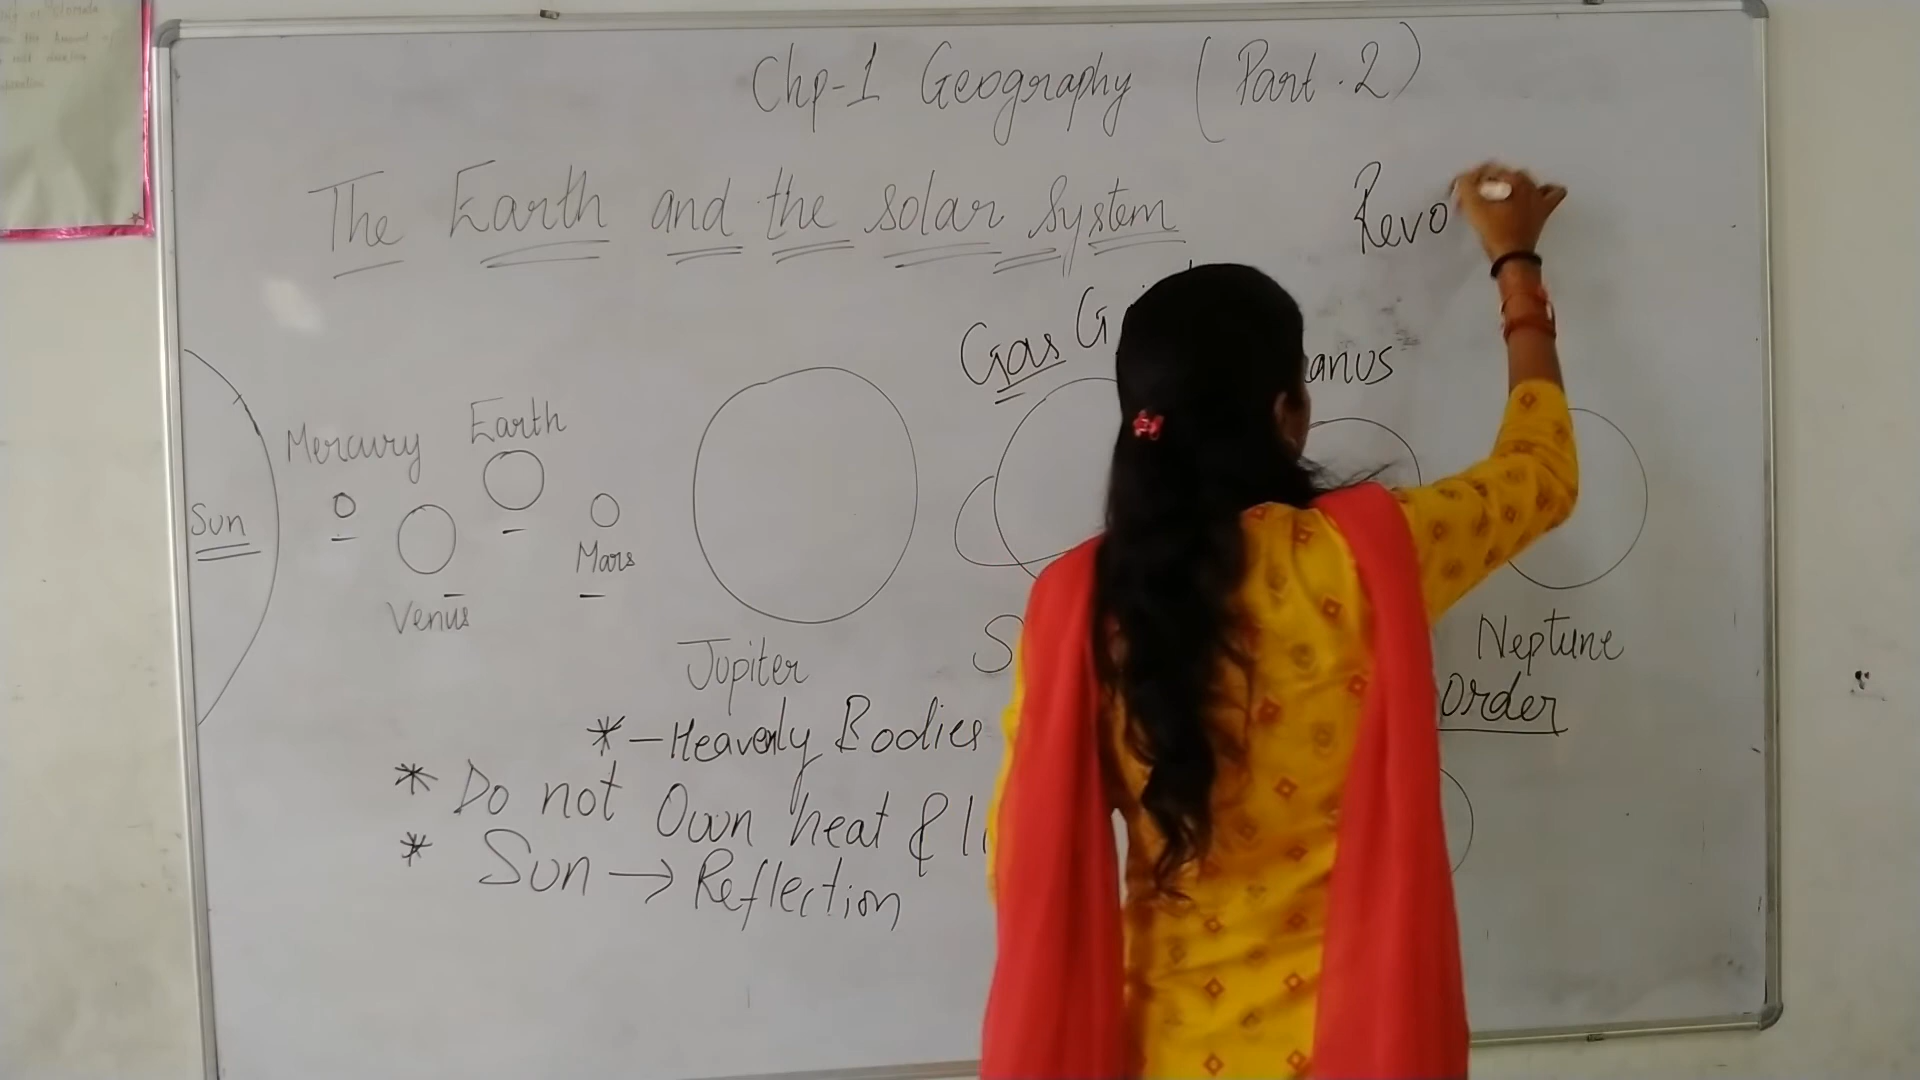 Chp-1 Geography (Part.2)
The Earth and the solar system
Revo
Gas G
anus
Earth
Mercury
Sun
Mars
Venus
Neptune
Jupiter
S
Order
* - Heavenly Bodies
* Do not Own heat & li
* Sun → Reflection